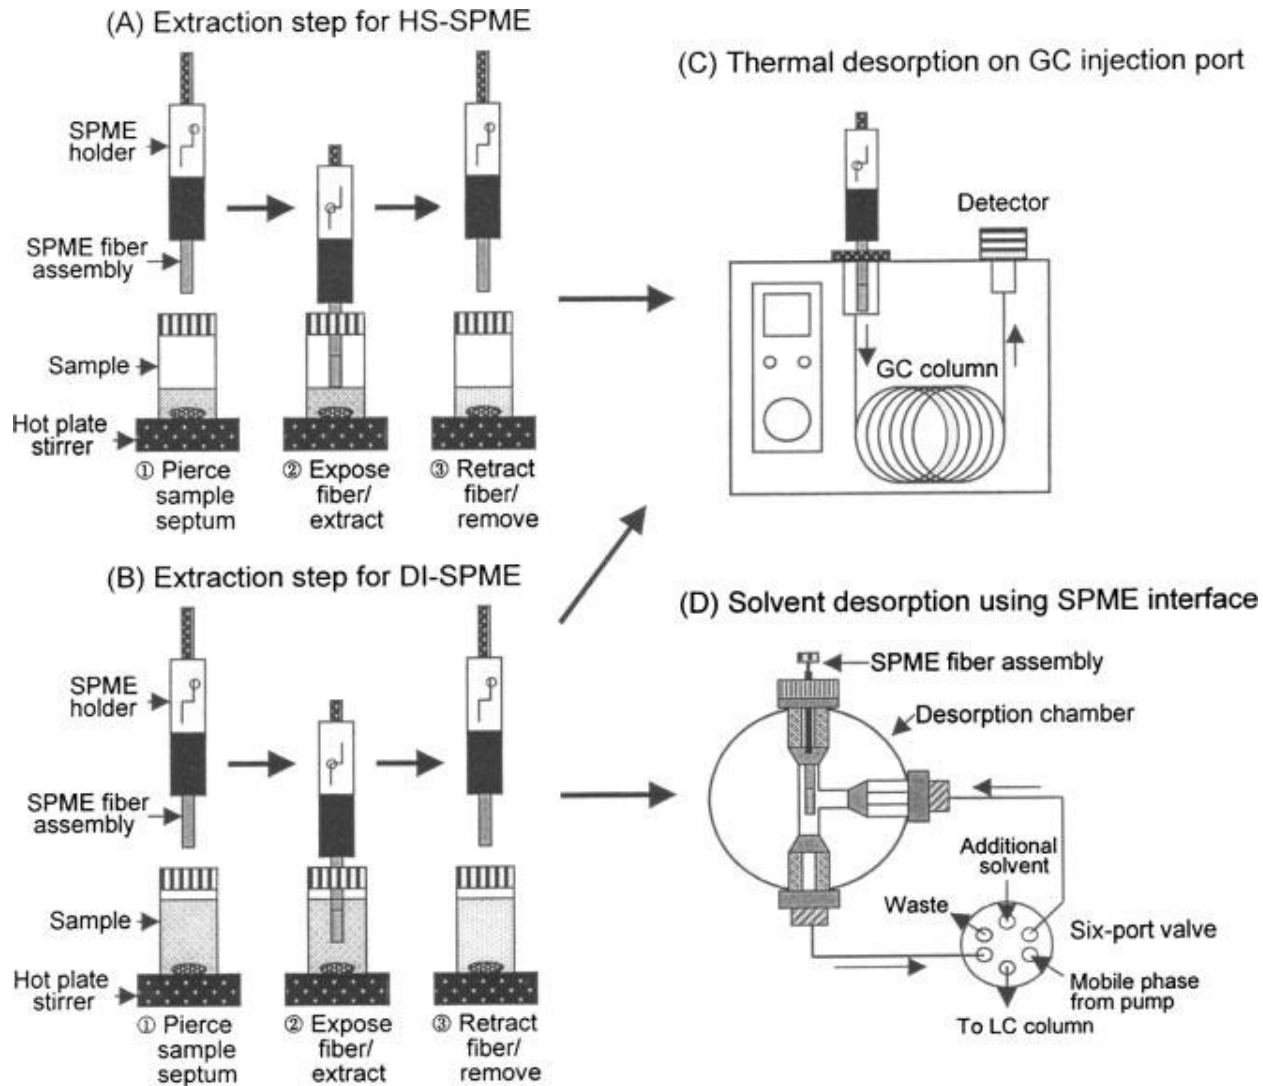 (A) Extraction step for HS-SPME
SPME
holder
SPME fiber
assembly
Sample
Hot plate
stirrer
① Pierce
sample
septum
② Expose
fiber/
extract
③ Retract
fiber/
remove
(B) Extraction step for DI-SPME
SPME
holder
SPME fiber
assembly
Sample
Hot plate
stirrer
① Pierce
sample
septum
② Expose
fiber/
extract
③ Retract
fiber/
remove
(C) Thermal desorption on GC injection port
Detector
GC column
(D) Solvent desorption using SPME interface
SPME fiber assembly
Desorption chamber
Additional
solvent
Waste
Six-port valve
Mobile phase
from pump
To LC column